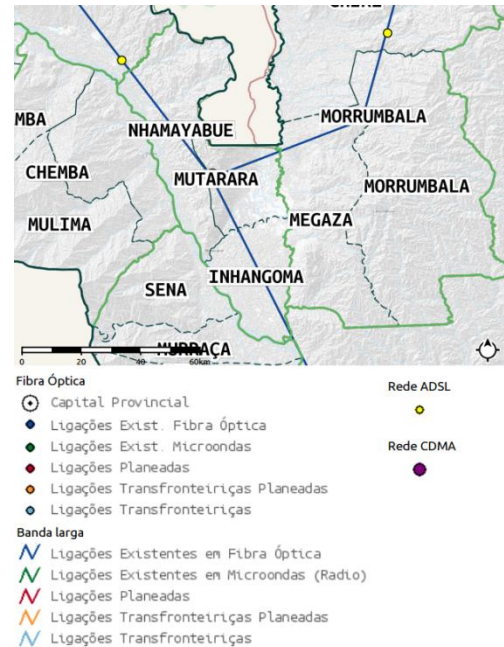 MBA
NHAMAYABUE
MORRUMBALA
CHEMBA
MUTARARA
MORRUMBALA
MULIMA
MEGAZA
SENA
INHANGOMA
MURRAÇA
0 20 40 60km
Fibra Óptica
Capital Provincial
Ligações Exist. Fibra Óptica
Ligações Exist. Microondas
Ligações Planeadas
Ligações Transfronteiriças Planeadas
Ligações Transfronteiriças
Rede ADSL
Rede CDMA
Banda larga
Ligações Existentes em Fibra Óptica
Ligações Existentes em Microondas (Radio)
Ligações Planeadas
Ligações Transfronteiriças Planeadas
Ligações Transfronteiriças